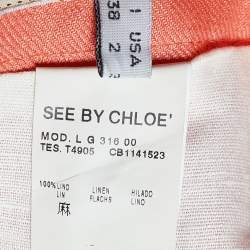 I USA
38 2
SEE BY CHLOE'
MOD. L G 316 00
TES. T4905 CB1141523
100%LINO LINEN HILADO
LIN FLACHS LINO
麻